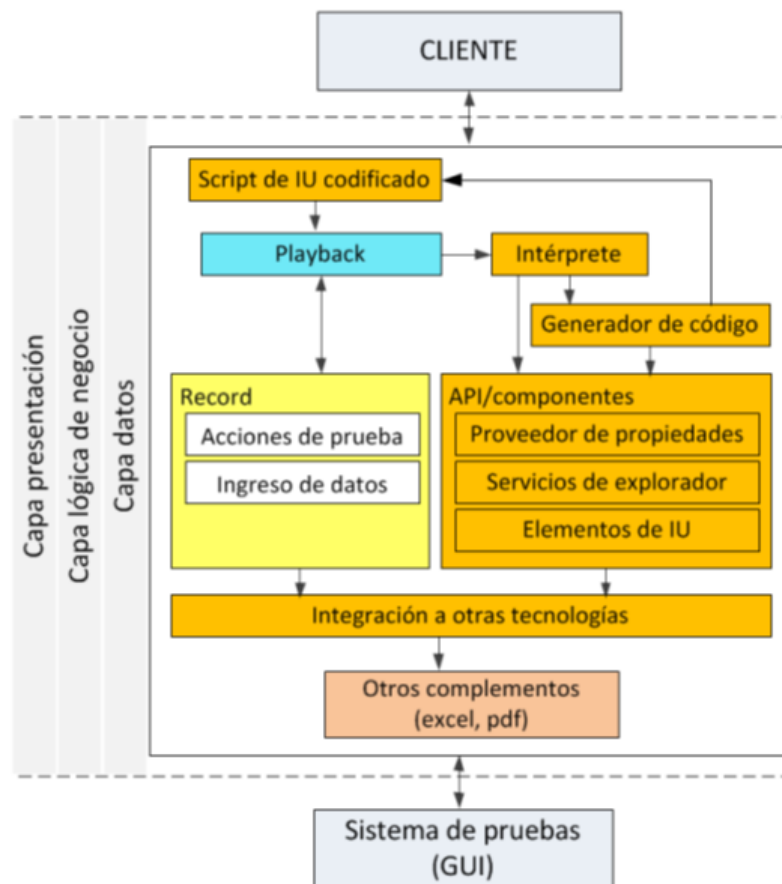 CLIENTE
Capa presentación
Capa lógica de negocio
Capa datos
Script de IU codificado
Playback
Intérprete
Generador de código
Record
Acciones de prueba
Ingreso de datos
API/componentes
Proveedor de propiedades
Servicios de explorador
Elementos de IU
Integración a otras tecnologías
Otros complementos
(excel, pdf)
Sistema de pruebas
(GUI)